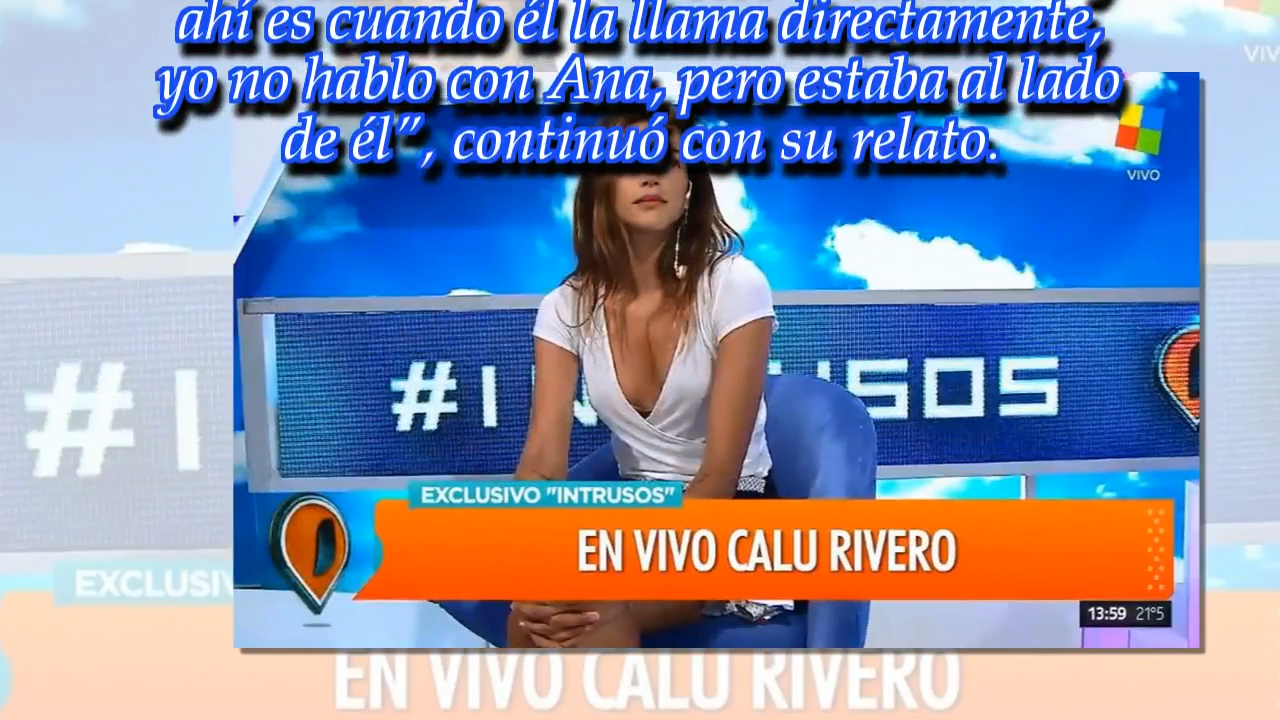 ahí es cuando él la llama directamente,
yo no hablo con Ana, pero estaba al lado
de él”, continuó con su relato.
VIVO
VIV
#I
#I USOS
EXCLUSIVO "INTRUSOS"
EN VIVO CALU RIVERO
EXCLUSIV
13:59 21°5
EN VIVO CALU RIVERO